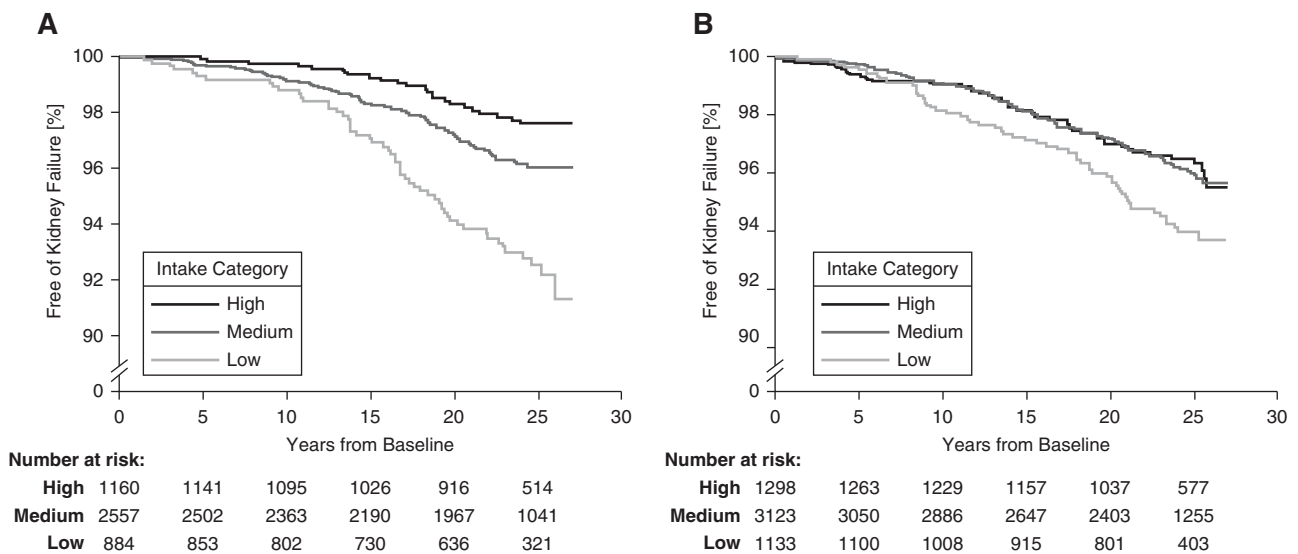 A
100
98
96
94
92
90
0
Free of Kidney Failure [%]
Intake Category
High
Medium
Low
0 5 10 15 20 25 30
Years from Baseline
Number at risk:
High 1160 1141 1095 1026 916 514
Medium 2557 2502 2363 2190 1967 1041
Low 884 853 802 730 636 321
B
100
98
96
94
92
90
0
Free of Kidney Failure [%]
Intake Category
High
Medium
Low
0 5 10 15 20 25 30
Years from Baseline
Number at risk:
High 1298 1263 1229 1157 1037 577
Medium 3123 3050 2886 2647 2403 1255
Low 1133 1100 1008 915 801 403